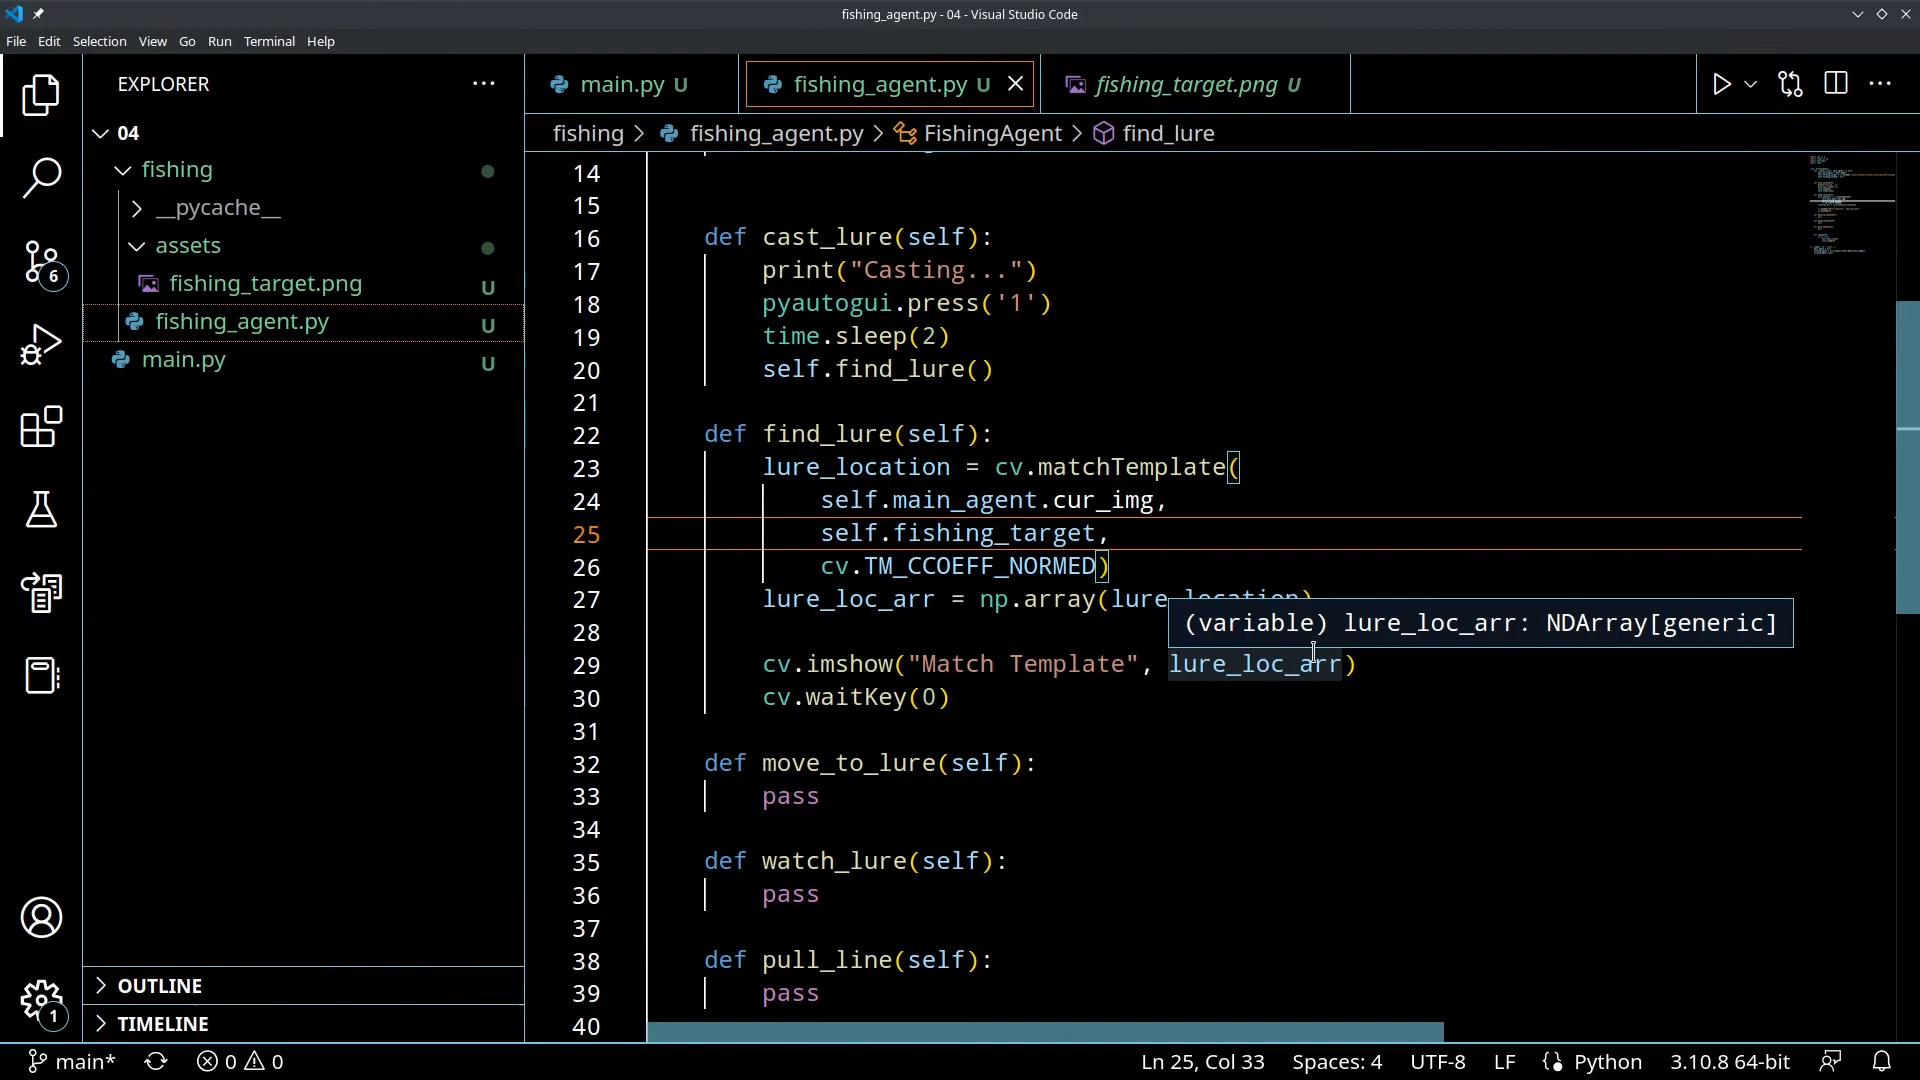 fishing_agent.py - 04 - Visual Studio Code
File Edit Selection View Go Run Terminal Help
EXPLORER
04
fishing
__pycache__
assets
fishing_target.png U
fishing_agent.py U
main.py U
OUTLINE
TIMELINE
6
1
main.py U
fishing_agent.py U
fishing_target.png U
fishing > fishing_agent.py > FishingAgent > find_lure
14
15
16 def cast_lure(self):
17 print("Casting...")
18 pyautogui.press('1')
19 time.sleep(2)
20 self.find_lure()
21
22 def find_lure(self):
23 lure_location = cv.matchTemplate(
24 self.main_agent.cur_img,
25 self.fishing_target,
26 cv.TM_CCOEFF_NORMED)
27 lure_loc_arr = np.array(lure_location)
(variable) lure_loc_arr: NDArray[generic]
28
29 cv.imshow("Match Template", lure_loc_arr)
30 cv.waitKey(0)
31
32 def move_to_lure(self):
33 pass
34
35 def watch_lure(self):
36 pass
37
38 def pull_line(self):
39 pass
40
main* 0 0 Ln 25, Col 33 Spaces: 4 UTF-8 LF Python 3.10.8 64-bit